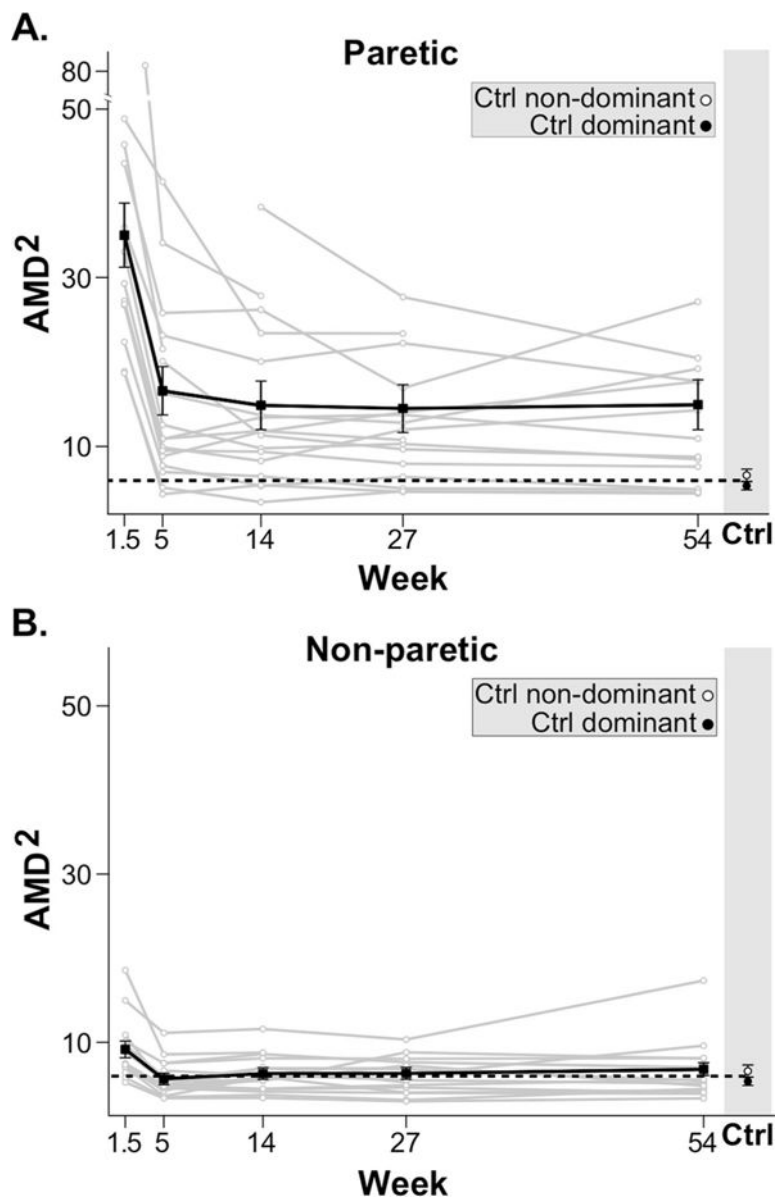 A.
Paretic
80
50
30
10
AMD²
Ctrl non-dominant
Ctrl dominant
1.5 5 14 27 54 Ctrl
Week
B.
Non-paretic
50
30
10
AMD²
Ctrl non-dominant
Ctrl dominant
1.5 5 14 27 54 Ctrl
Week